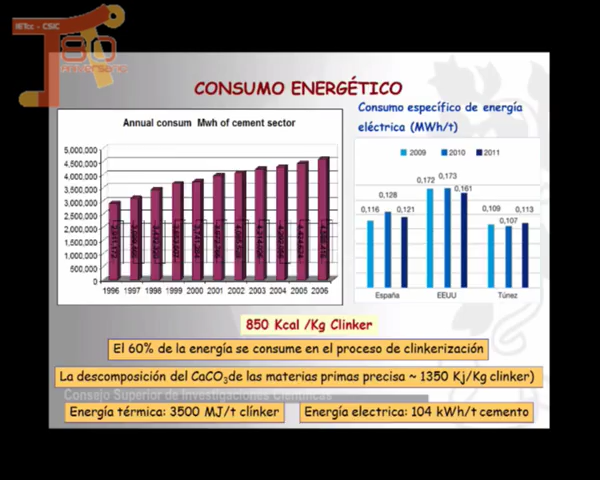 IETcc - CSIC
80
CONSUMO ENERGÉTICO
Annual consum Mwh of cement sector
5,000,000
4,500,000
4,000,000
3,500,000
3,000,000
2,500,000
2,000,000
1,500,000
1,000,000
500,000
0
1996 1997 1998 1999 2000 2001 2002 2003 2004 2005 2006
Consumo específico de energía
eléctrica (MWh/t)
2009 2010 2011
0,116 0,128 0,121
0,172 0,173 0,161
0,109 0,107 0,113
España EEUU Túnez
850 Kcal /Kg Clinker
El 60% de la energía se consume en el proceso de clinkerización
La descomposición del CaCO₃de las materias primas precisa ~ 1350 Kj/Kg clinker)
Consejo Superior de Investigaciones Científicas
Energía térmica: 3500 MJ/t clínker
Energía electrica: 104 kWh/t cemento